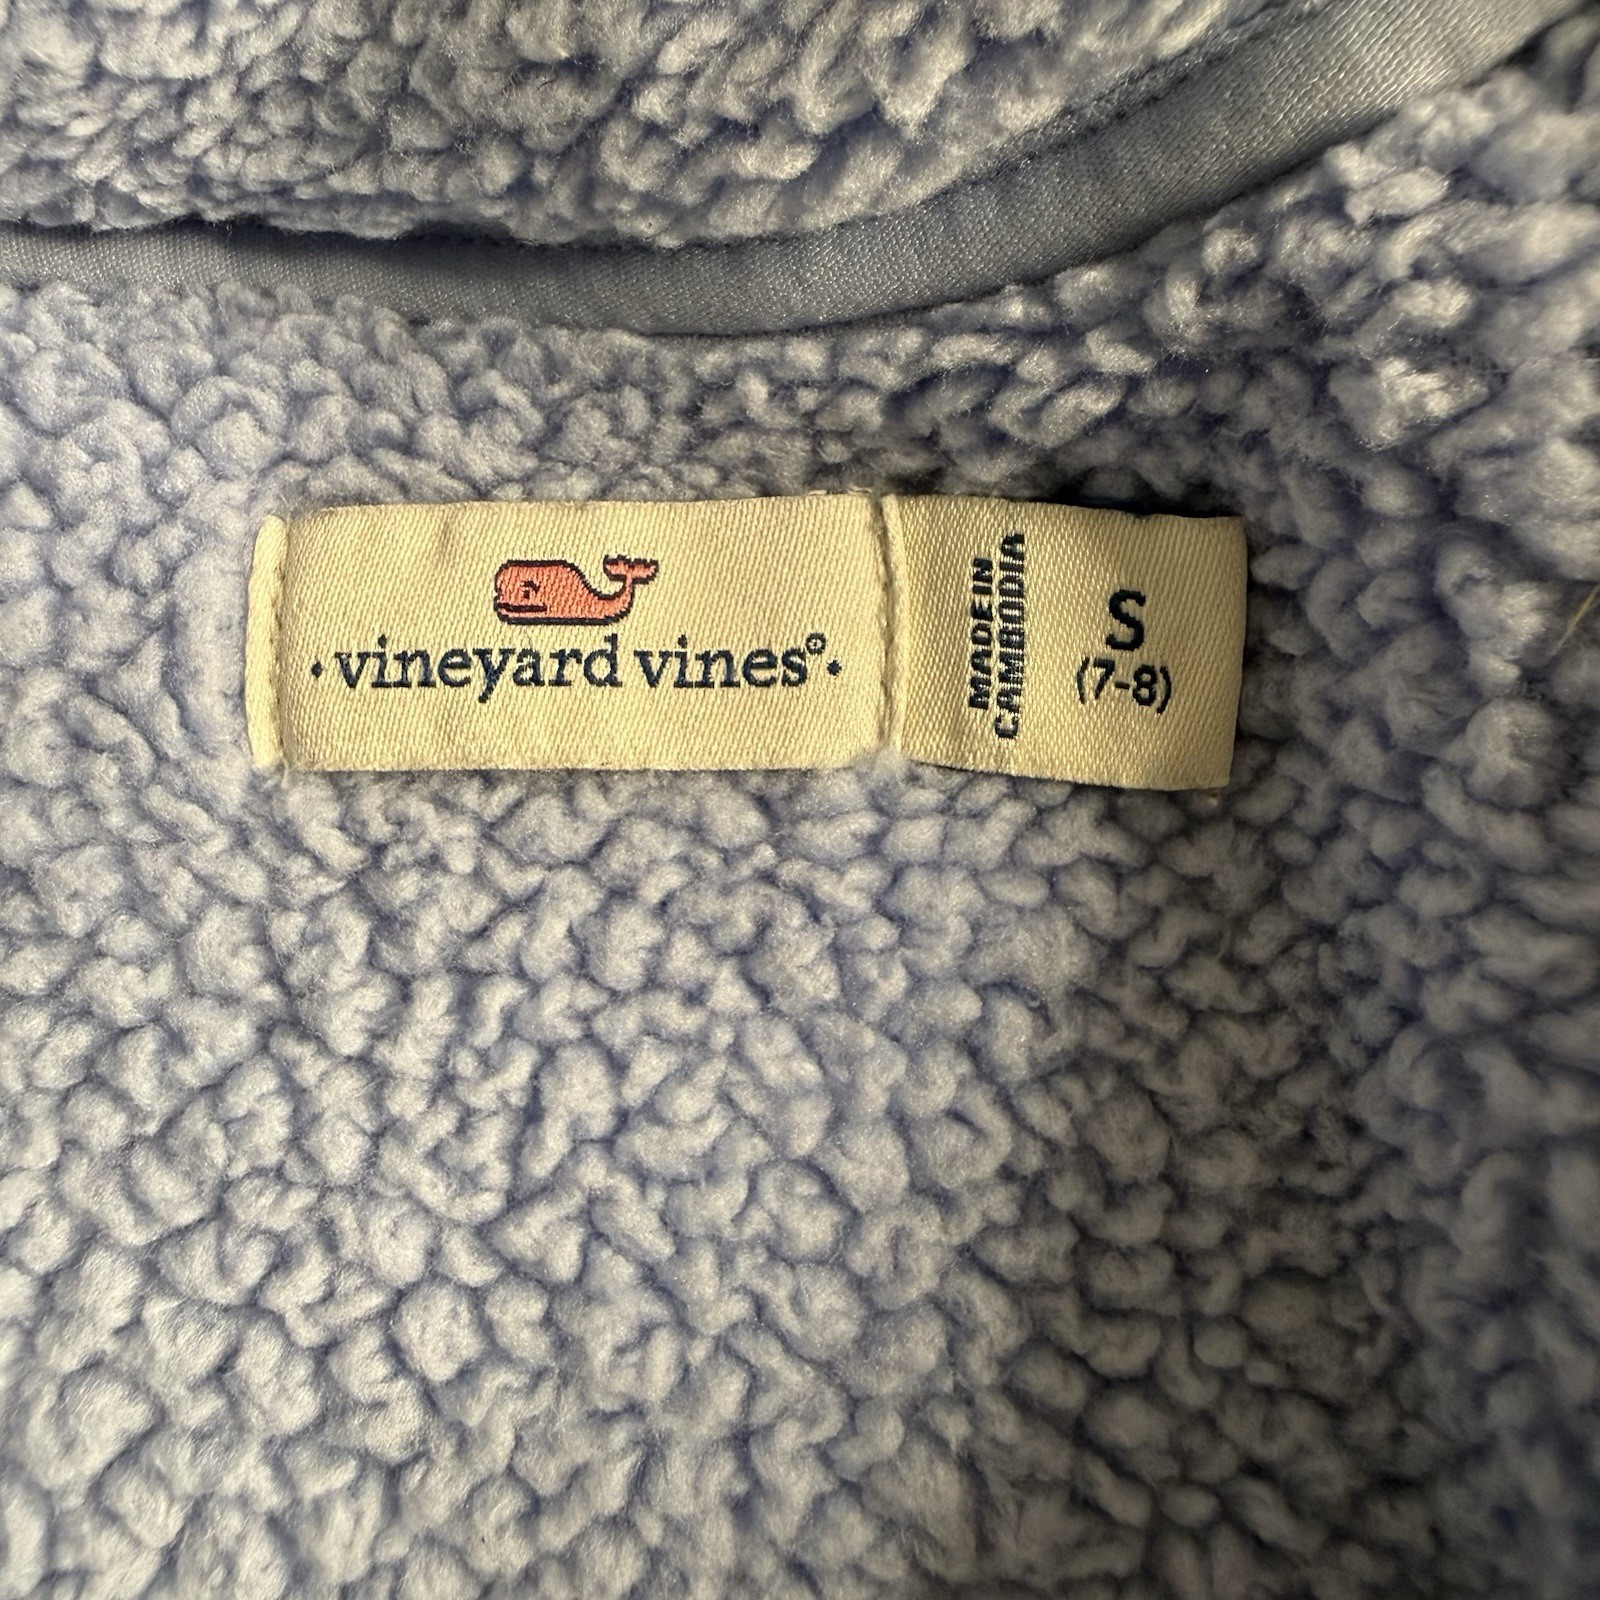 ·vineyard vines®·
MADE IN
CAMBODIA
S
(7-8)